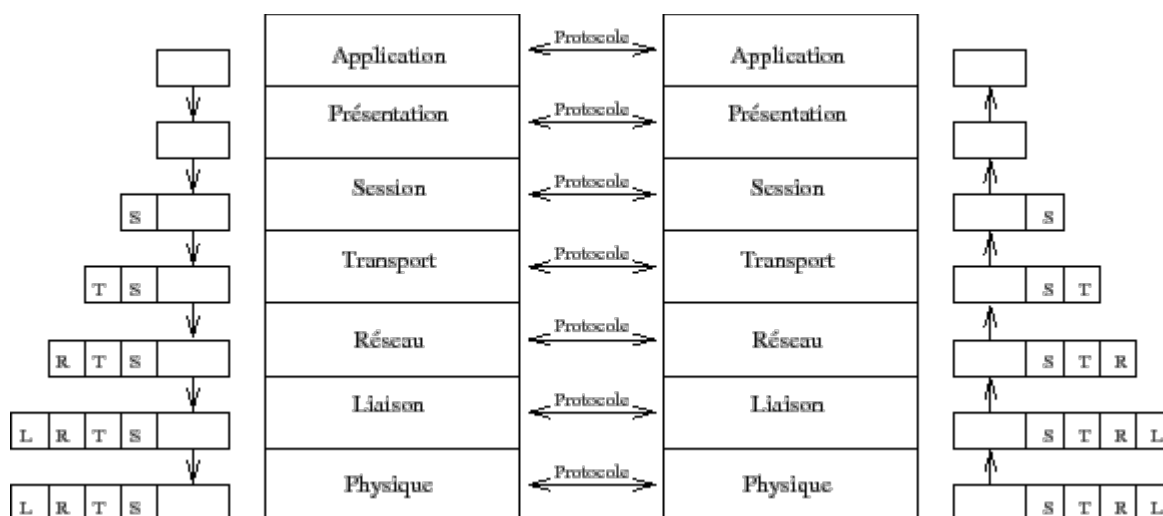 Protocole
Application Application
Protocole
Présentation Présentation
Protocole
S Session Session S
Protocole
T S Transport Transport S T
Protocole
R T S Réseau Réseau S T R
Protocole
L R T S Liaison Liaison S T R L
Protocole
L R T S Physique Physique S T R L